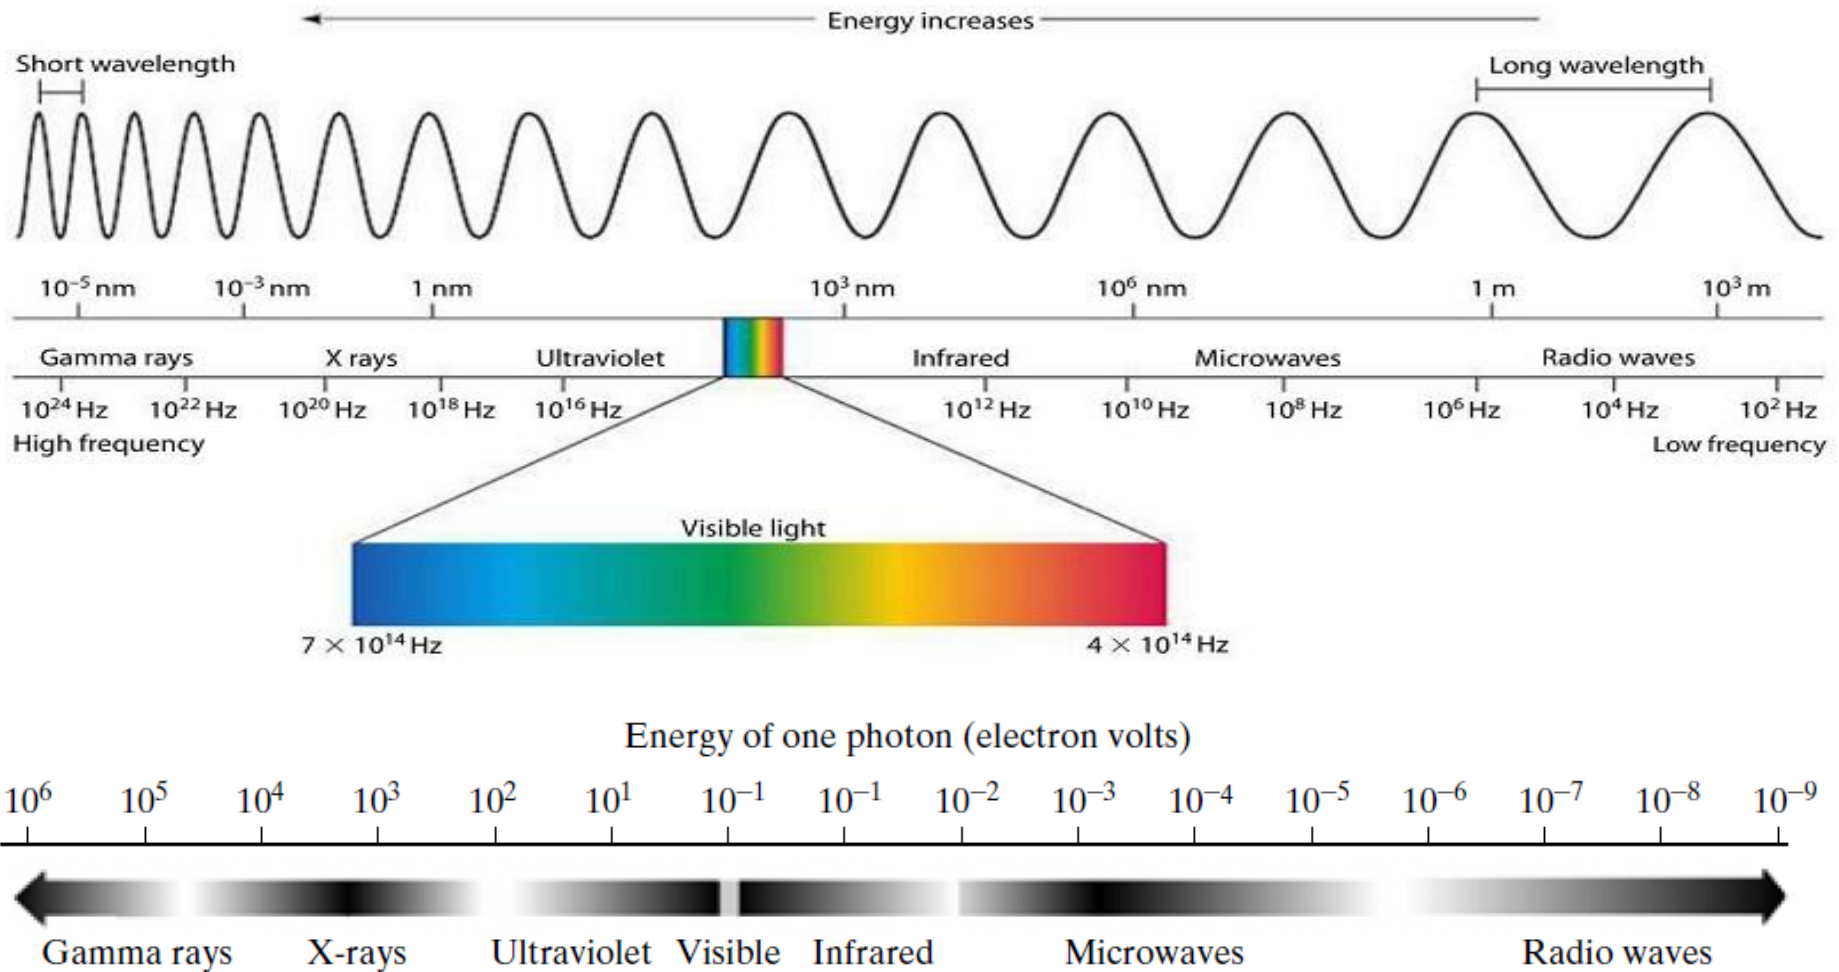 Energy increases
Short wavelength Long wavelength
10⁻⁵ nm 10⁻³ nm 1 nm 10³ nm 10⁶ nm 1 m 10³ m
Gamma rays X rays Ultraviolet Infrared Microwaves Radio waves
10²⁴ Hz 10²² Hz 10²⁰ Hz 10¹⁸ Hz 10¹⁶ Hz 10¹² Hz 10¹⁰ Hz 10⁸ Hz 10⁶ Hz 10⁴ Hz 10² Hz
High frequency Low frequency
Visible light
7 × 10¹⁴ Hz 4 × 10¹⁴ Hz
Energy of one photon (electron volts)
10⁶ 10⁵ 10⁴ 10³ 10² 10¹ 10⁻¹ 10⁻¹ 10⁻² 10⁻³ 10⁻⁴ 10⁻⁵ 10⁻⁶ 10⁻⁷ 10⁻⁸ 10⁻⁹
Gamma rays X-rays Ultraviolet Visible Infrared Microwaves Radio waves